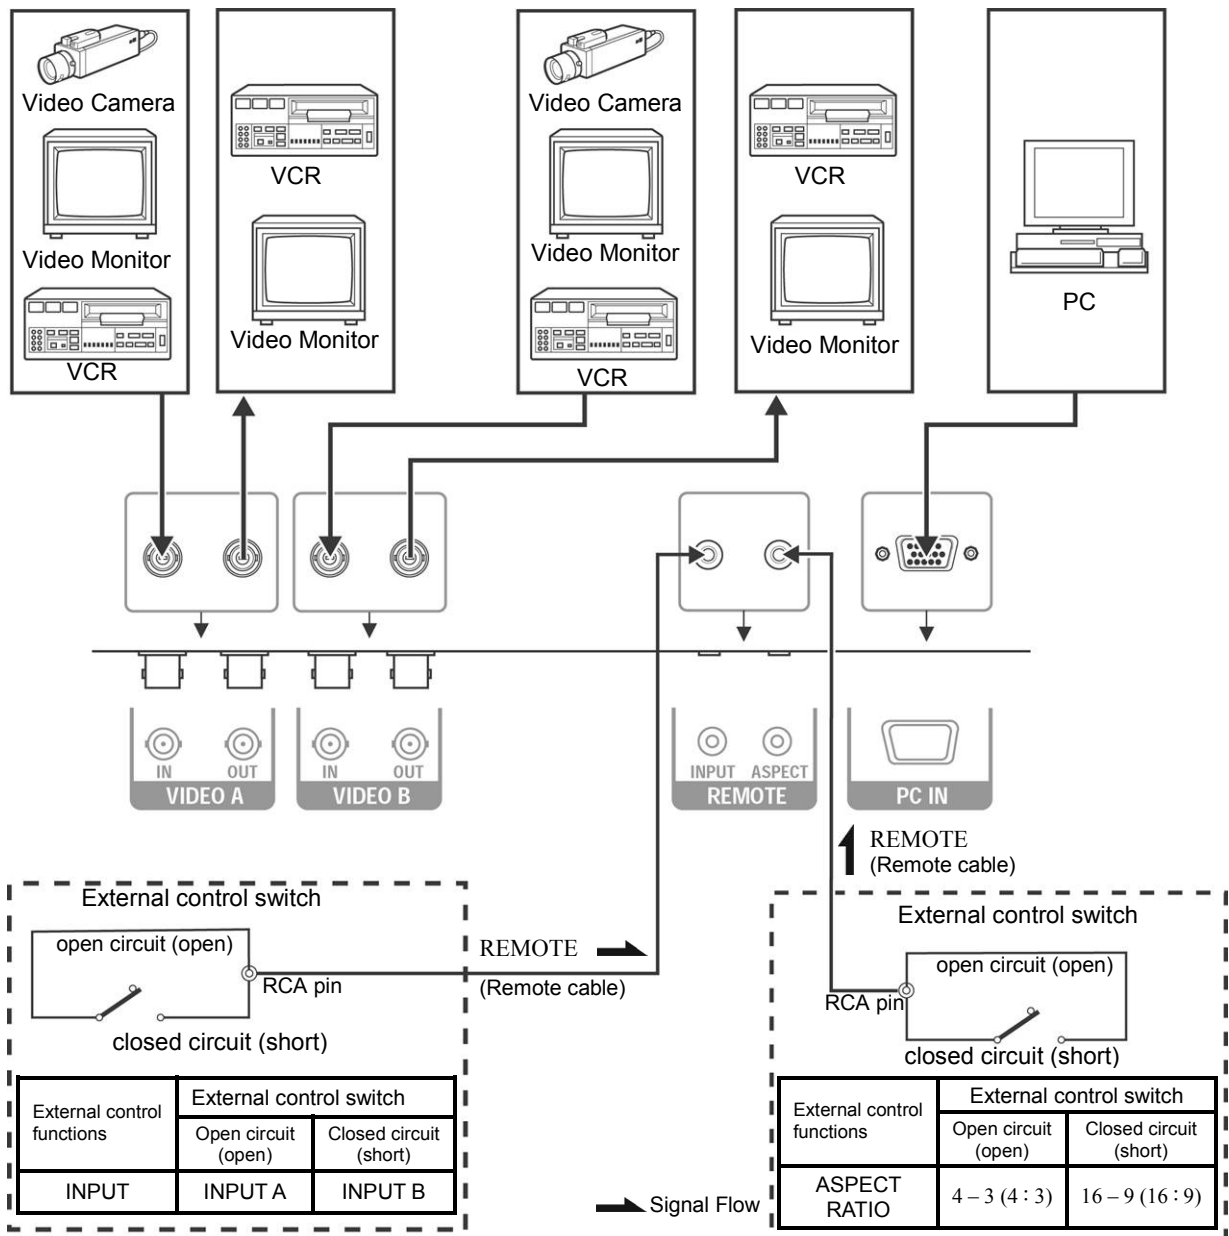 Video Camera
Video Monitor
VCR
VCR
Video Monitor
Video Camera
Video Monitor
VCR
VCR
Video Monitor
PC
IN
OUT
VIDEO A
IN
OUT
VIDEO B
INPUT
ASPECT
REMOTE
PC IN
REMOTE
(Remote cable)
External control switch
open circuit (open)
RCA pin
closed circuit (short)
REMOTE
(Remote cable)
External control
functions
External control switch
Open circuit
(open)
Closed circuit
(short)
INPUT
INPUT A
INPUT B
Signal Flow
External control switch
open circuit (open)
RCA pin
closed circuit (short)
External control
functions
External control switch
Open circuit
(open)
Closed circuit
(short)
ASPECT
RATIO
4 – 3 (4 : 3)
16 – 9 (16 : 9)